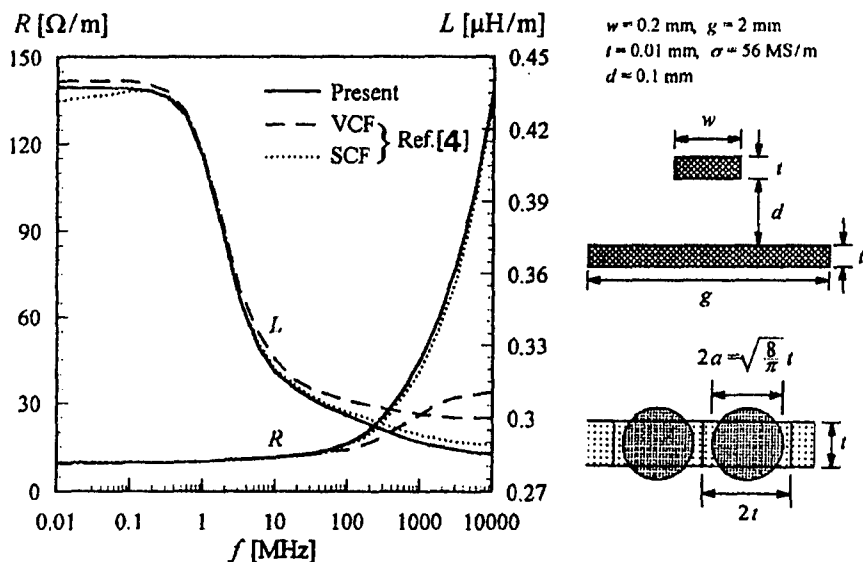 R [Ω/m]
L [μH/m]
150
120
90
60
30
0
0.45
0.42
0.39
0.36
0.33
0.3
0.27
0.01
0.1
1
10
100
1000
10000
f [MHz]
Present
VCF
SCF
Ref.[4]
L
R
w = 0.2 mm, g = 2 mm
t = 0.01 mm, σ = 56 MS/m
d = 0.1 mm
w
t
d
t
g
2a = √(8/π) t
t
2t